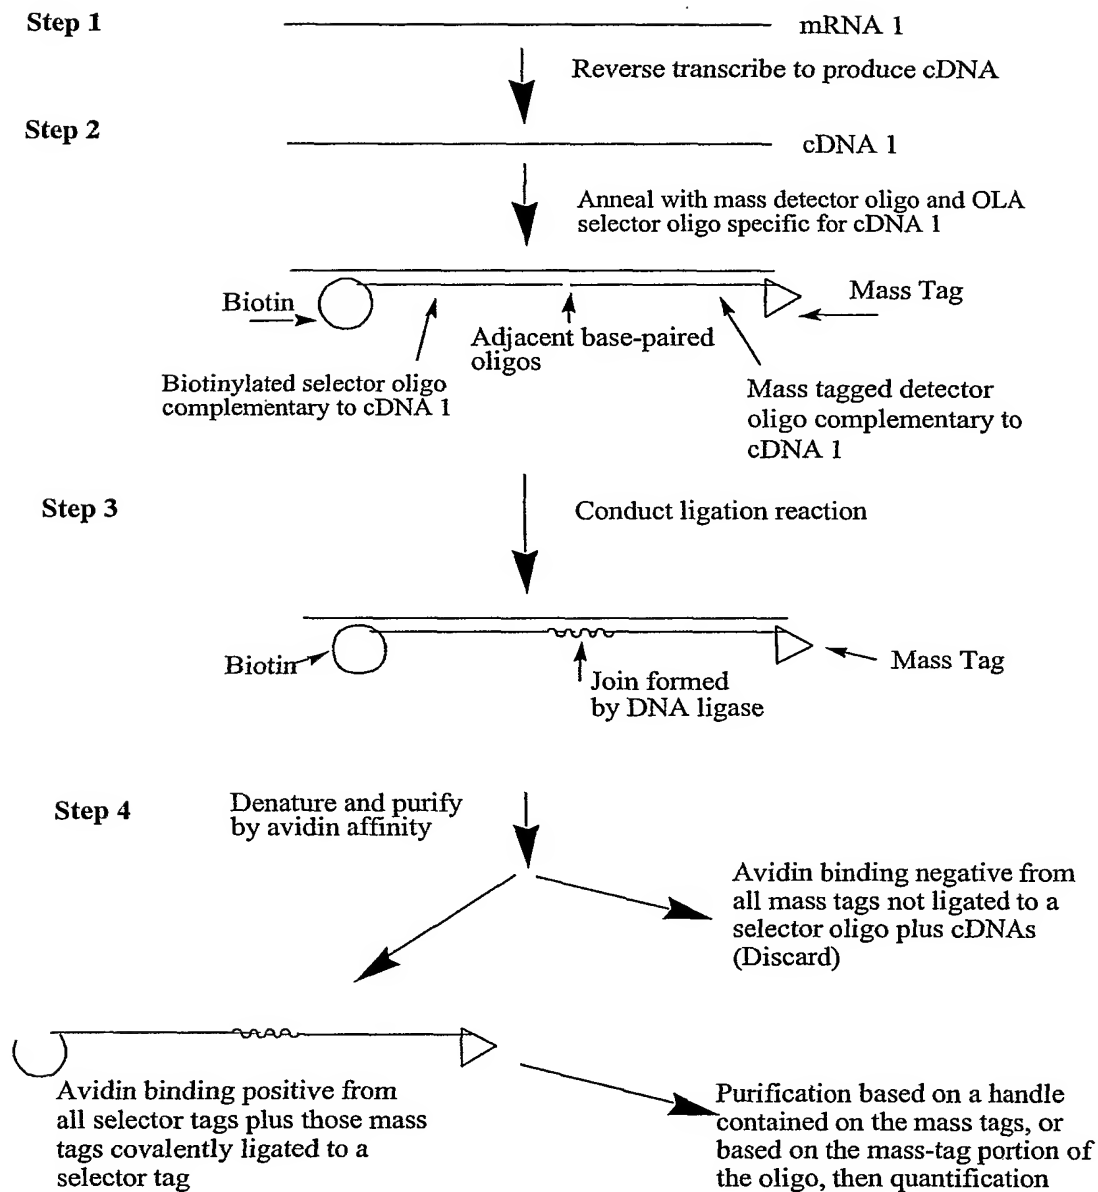 Step 1
mRNA 1
Reverse transcribe to produce cDNA
Step 2
cDNA 1
Anneal with mass detector oligo and OLA
selector oligo specific for cDNA 1
Biotin
Mass Tag
Adjacent base-paired
oligos
Biotinylated selector oligo
complementary to cDNA 1
Mass tagged detector
oligo complementary to
cDNA 1
Step 3
Conduct ligation reaction
Biotin
Mass Tag
Join formed
by DNA ligase
Step 4
Denature and purify
by avidin affinity
Avidin binding negative from
all mass tags not ligated to a
selector oligo plus cDNAs
(Discard)
Avidin binding positive from
all selector tags plus those mass
tags covalently ligated to a
selector tag
Purification based on a handle
contained on the mass tags, or
based on the mass-tag portion of
the oligo, then quantification